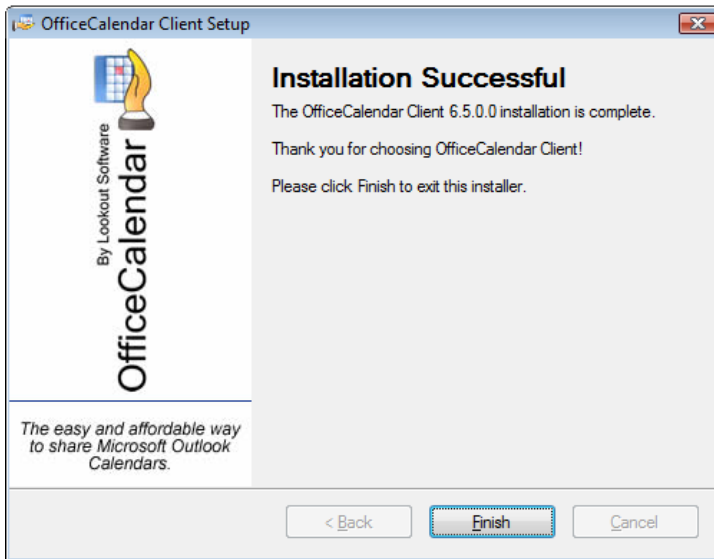 OfficeCalendar Client Setup
By Lookout Software
OfficeCalendar
The easy and affordable way
to share Microsoft Outlook
Calendars.
Installation Successful
The OfficeCalendar Client 6.5.0.0 installation is complete.
Thank you for choosing OfficeCalendar Client!
Please click Finish to exit this installer.
< Back
Finish
Cancel